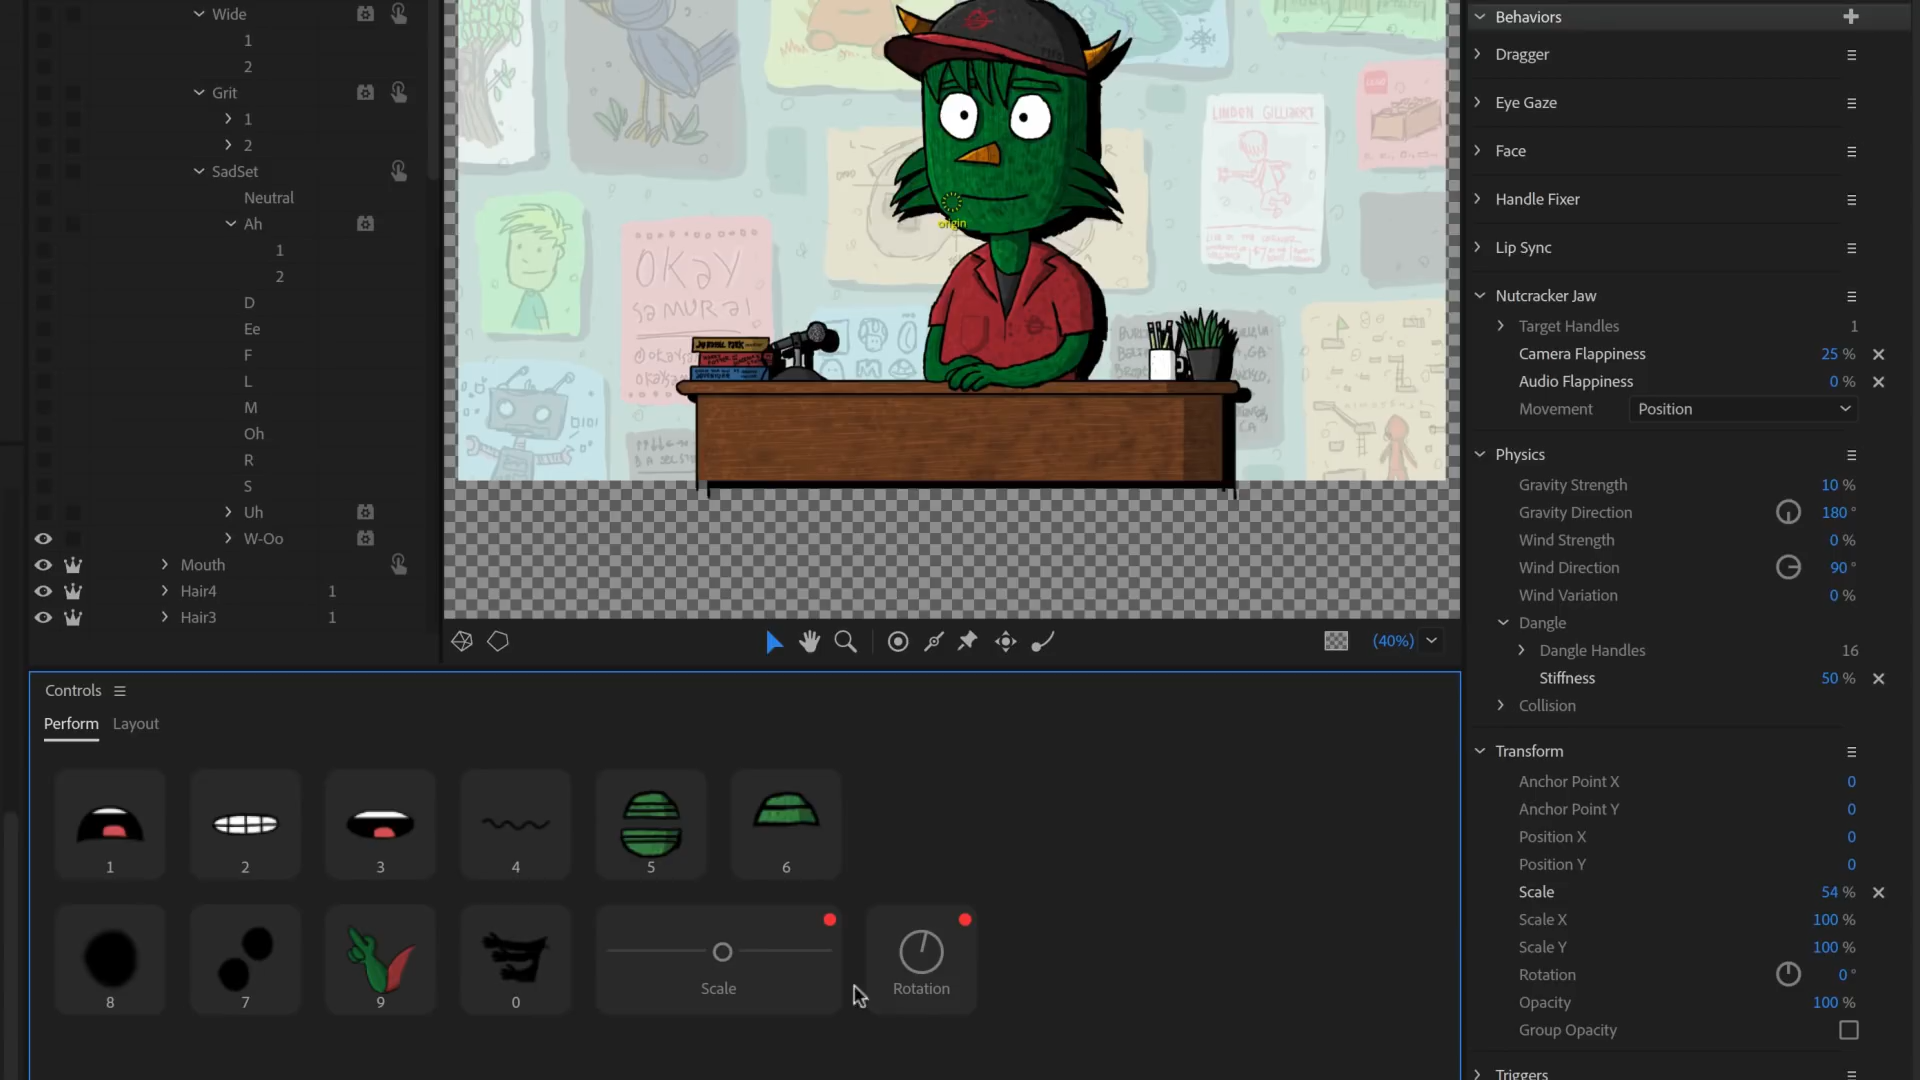 Wide
1
2
Grit
1
2
SadSet
Neutral
Ah
1
2
D
Ee
F
L
M
Oh
R
S
Uh
W-Oo
Mouth
Hair4 1
Hair3 1
LINDON GILLIHRT
OKAY
SAMURAI
origin
(40%)
Controls
Perform Layout
1 2 3 4 5 6
8 7 9 0 Scale Rotation
Behaviors
Dragger
Eye Gaze
Face
Handle Fixer
Lip Sync
Nutcracker Jaw
Target Handles 1
Camera Flappiness 25 %
Audio Flappiness 0 %
Movement Position
Physics
Gravity Strength 10 %
Gravity Direction 180 °
Wind Strength 0 %
Wind Direction 90 °
Wind Variation 0 %
Dangle
Dangle Handles 16
Stiffness 50 %
Collision
Transform
Anchor Point X 0
Anchor Point Y 0
Position X 0
Position Y 0
Scale 54 %
Scale X 100 %
Scale Y 100 %
Rotation 0 °
Opacity 100 %
Group Opacity
Triggers